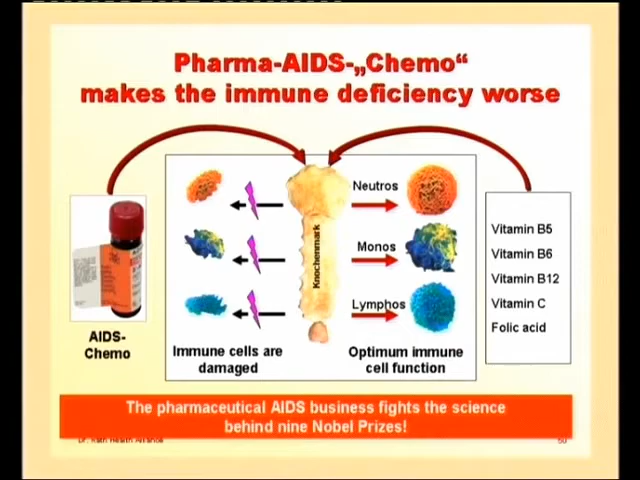 Pharma-AIDS-„Chemo“
makes the immune deficiency worse
Neutros
Monos
Lymphos
Knochenmark
Vitamin B5
Vitamin B6
Vitamin B12
Vitamin C
Folic acid
AIDS-
Chemo
Immune cells are
damaged
Optimum immune
cell function
The pharmaceutical AIDS business fights the science
behind nine Nobel Prizes!
Dr. Rath Health Alliance
50